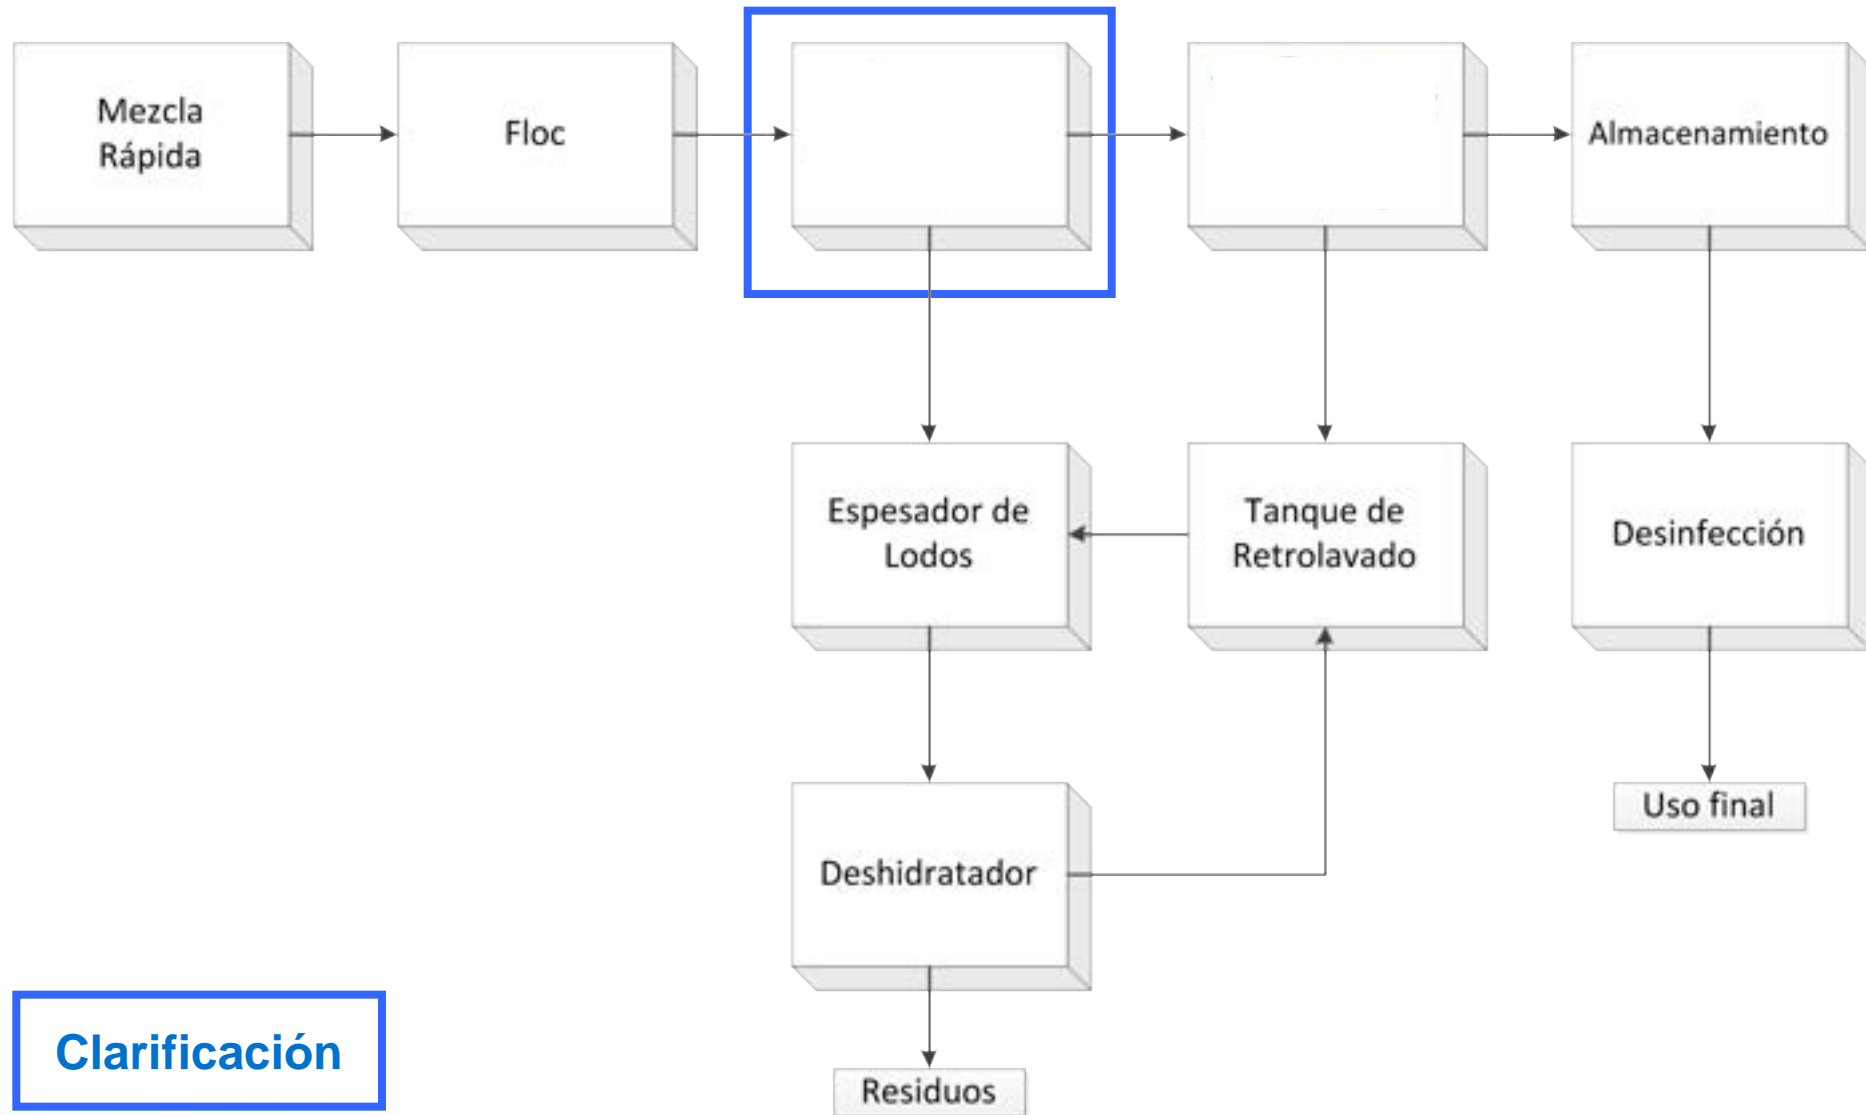 Mezcla
Rápida
Floc
Almacenamiento
Espesador de
Lodos
Tanque de
Retrolavado
Desinfección
Deshidratador
Uso final
Clarificación
Residuos